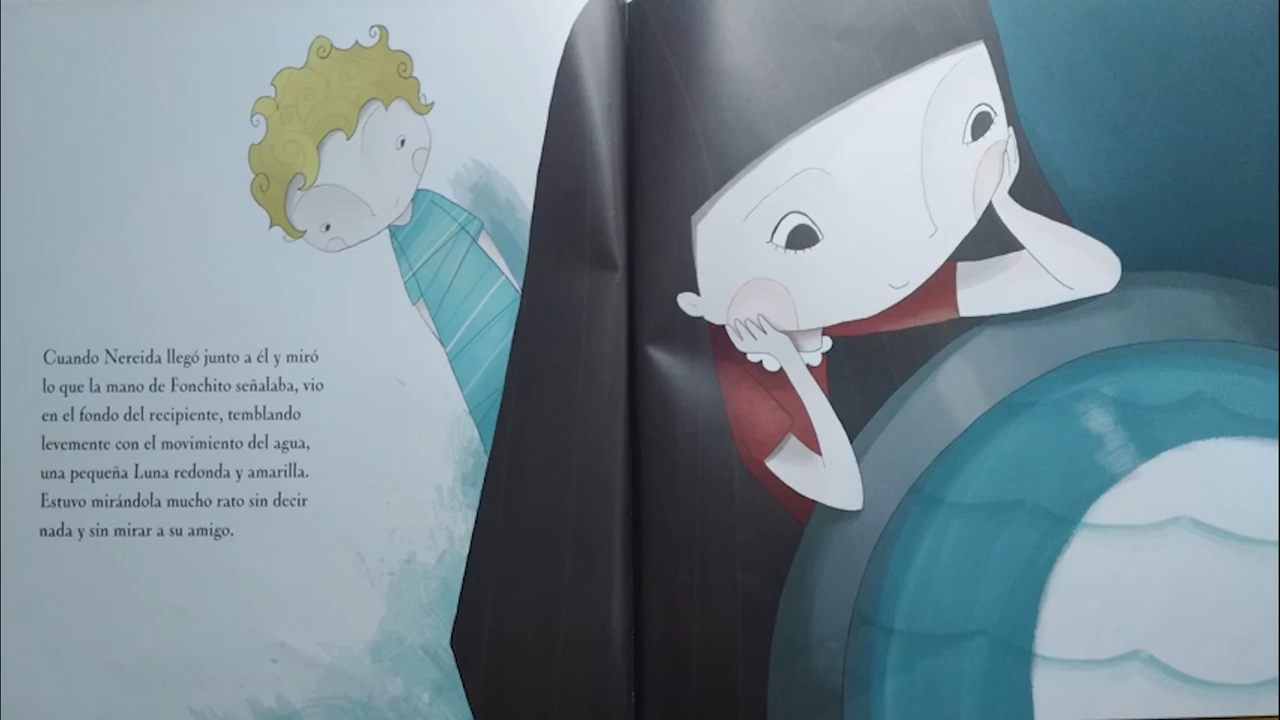 Cuando Nereida llegó junto a él y miró
lo que la mano de Fonchito señalaba, vio
en el fondo del recipiente, temblando
levemente con el movimiento del agua,
una pequeña Luna redonda y amarilla.
Estuvo mirándola mucho rato sin decir
nada y sin mirar a su amigo.